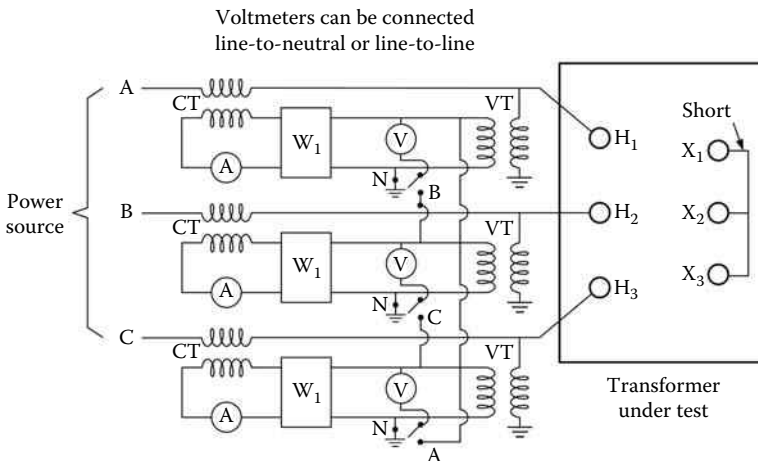 Voltmeters can be connected
line-to-neutral or line-to-line
A
CT
VT
W1
V
A
N
B
Power
source
B
CT
VT
W1
V
A
N
C
C
CT
VT
W1
V
A
N
A
H1
H2
H3
Short
X1
X2
X3
Transformer
under test